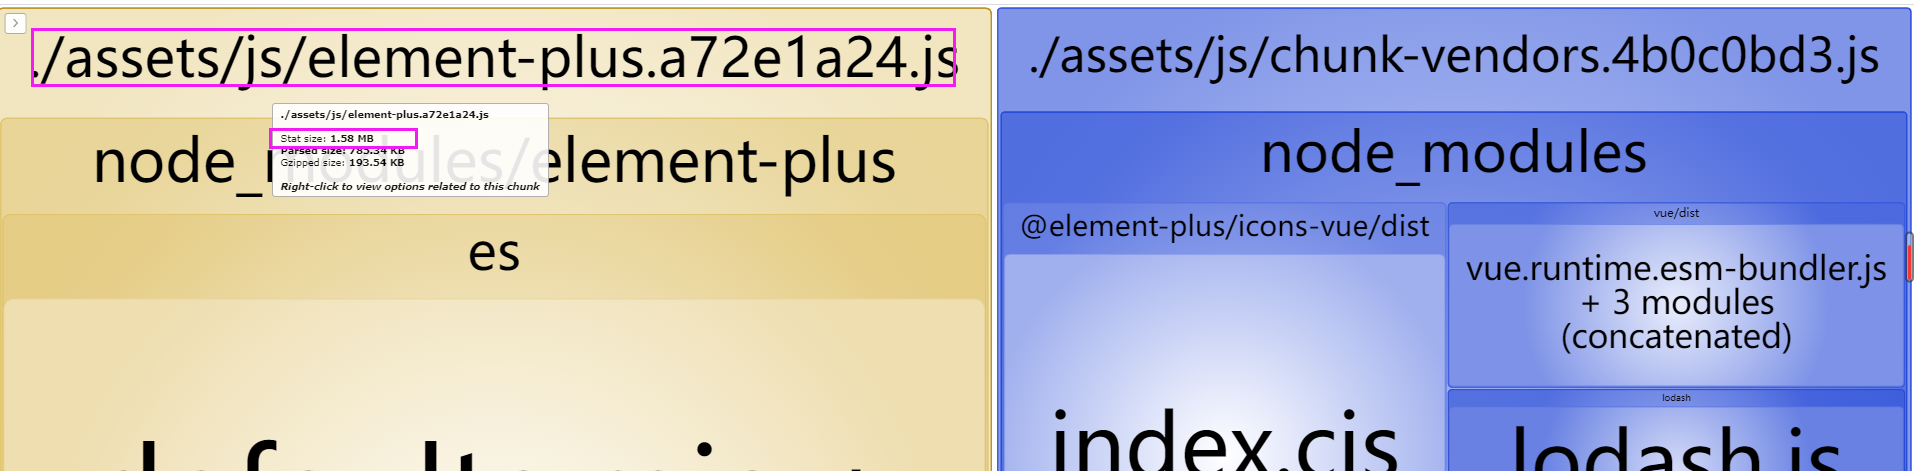 ./assets/js/element-plus.a72e1a24.js
./assets/js/element-plus.a72e1a24.js
Stat size: 1.58 MB
Parsed size: 785.34 KB
Gzipped size: 193.54 KB
Right-click to view options related to this chunk
node_modules/element-plus
es
./assets/js/chunk-vendors.4b0c0bd3.js
node_modules
@element-plus/icons-vue/dist
index.cjs
vue/dist
vue.runtime.esm-bundler.js
+ 3 modules
(concatenated)
lodash
lodash.js